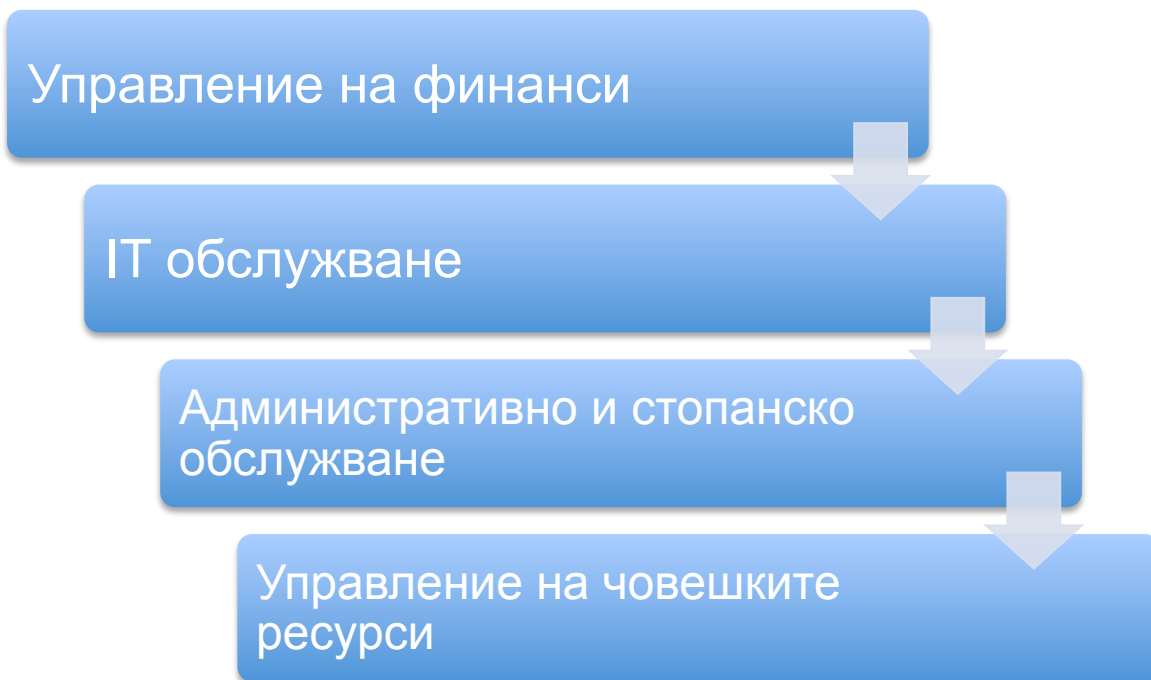 Управление на финанси
IT обслужване
Административно и стопанско
обслужване
Управление на човешките
ресурси